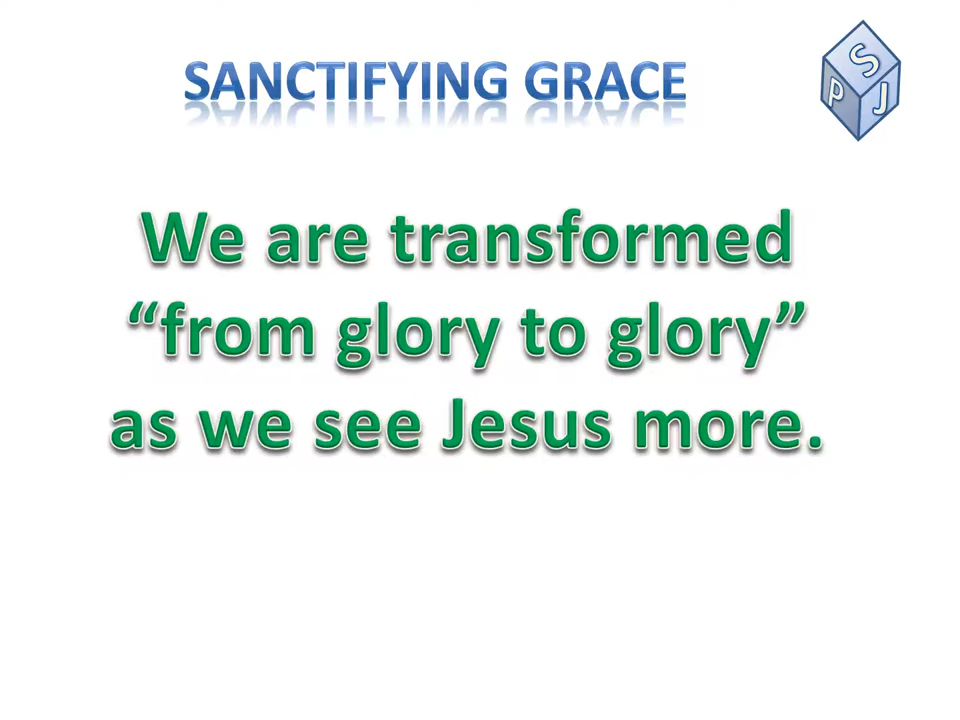 SANCTIFYING GRACE
S
P
J
We are transformed
“from glory to glory”
as we see Jesus more.